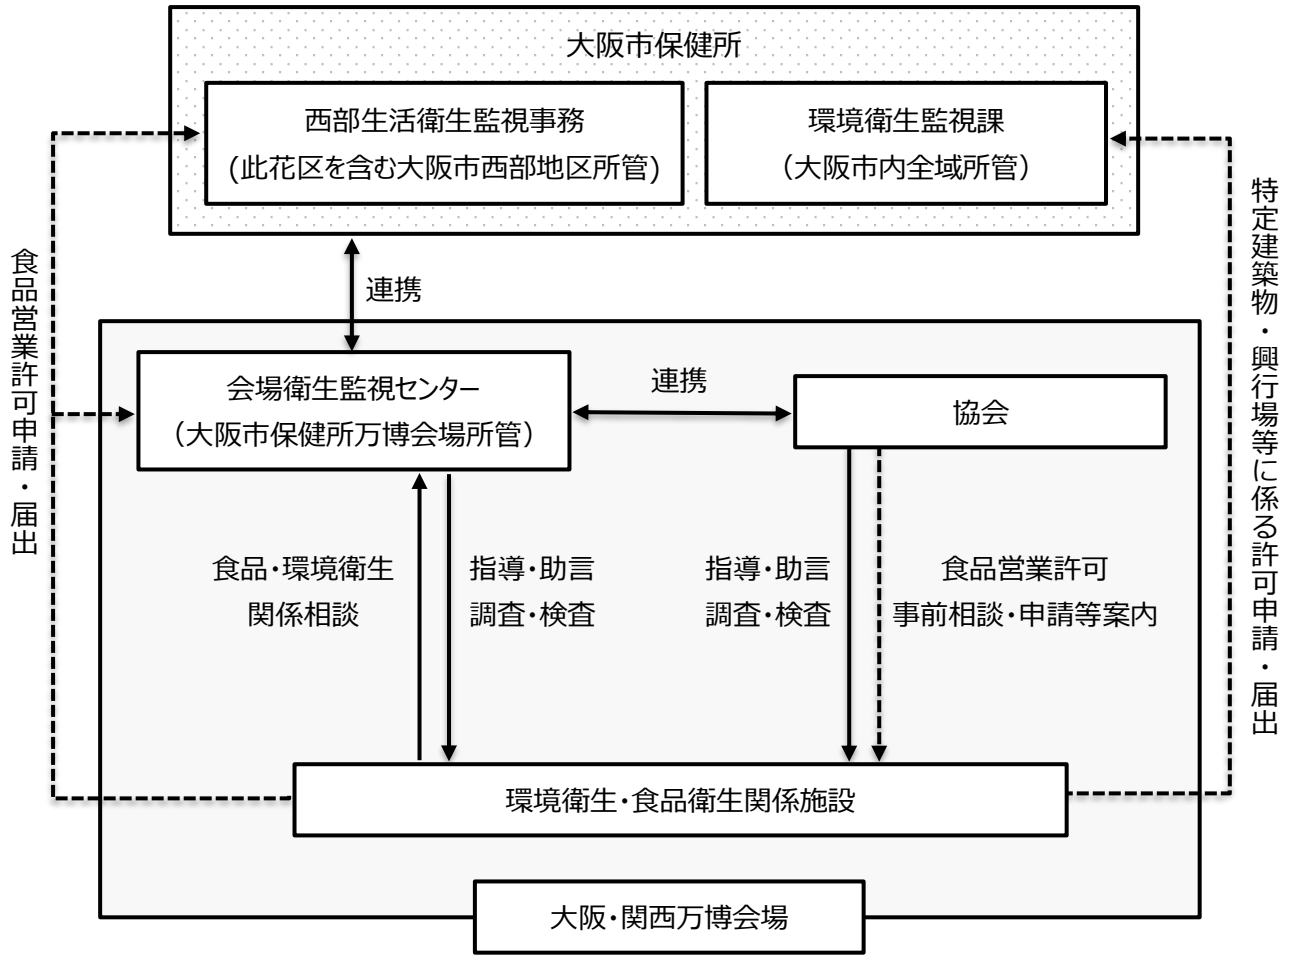 大阪市保健所
西部生活衛生監視事務
(此花区を含む大阪市西部地区所管)
環境衛生監視課
（大阪市内全域所管）
食品営業許可申請・届出
特定建築物・興行場等に係る許可申請・届出
連携
会場衛生監視センター
（大阪市保健所万博会場所管）
連携
協会
食品・環境衛生
関係相談
指導・助言
調査・検査
指導・助言
調査・検査
食品営業許可
事前相談・申請等案内
環境衛生・食品衛生関係施設
大阪・関西万博会場